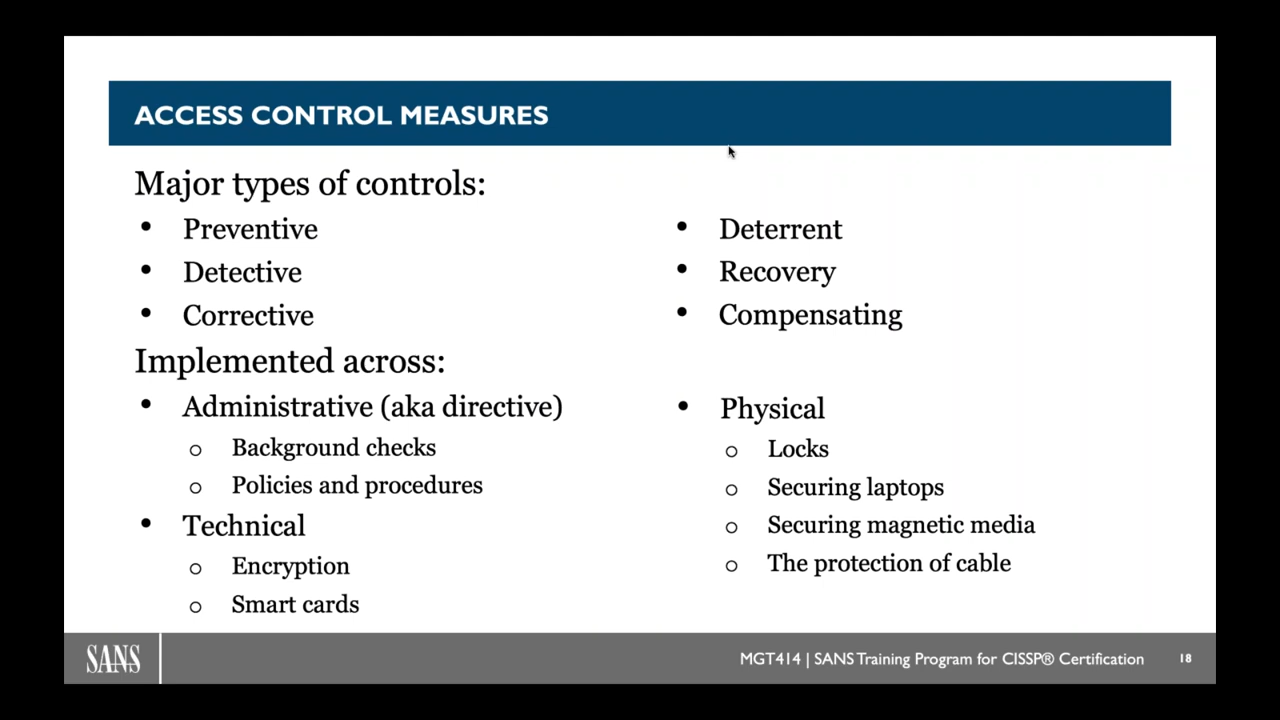 ACCESS CONTROL MEASURES
Major types of controls:
• Preventive
• Detective
• Corrective
• Deterrent
• Recovery
• Compensating
Implemented across:
• Administrative (aka directive)
o Background checks
o Policies and procedures
• Technical
o Encryption
o Smart cards
• Physical
o Locks
o Securing laptops
o Securing magnetic media
o The protection of cable
SANS
MGT414 | SANS Training Program for CISSP® Certification
18